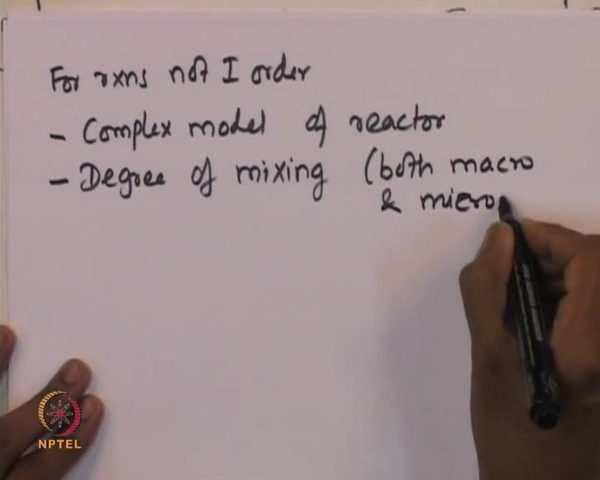 For rxns not I order
- Complex model of reactor
- Degree of mixing (both macro
& micro
NPTEL